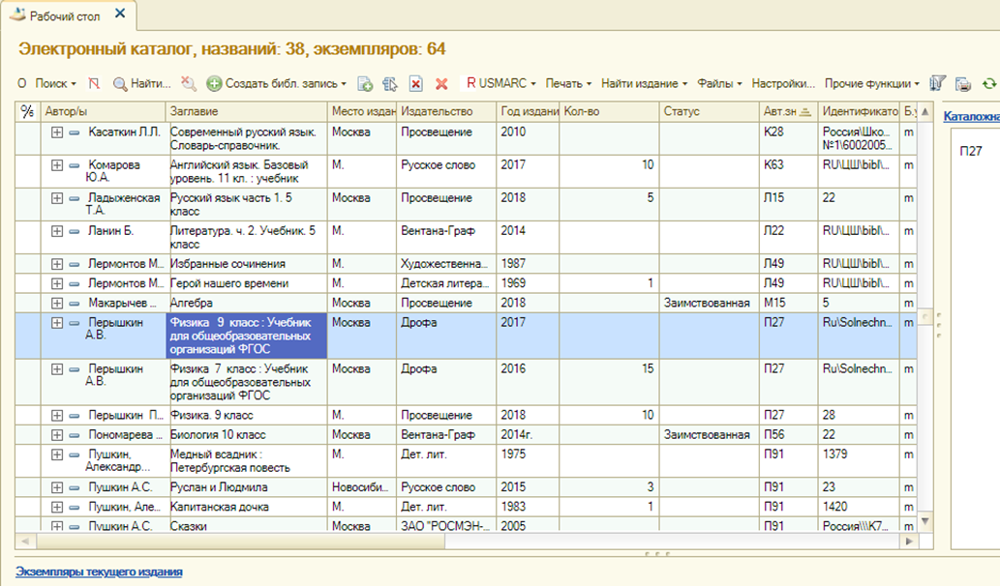 Рабочий стол
Электронный каталог, названий: 38, экземпляров: 64
О Поиск Найти... Создать библ. запись R USMARC Печать Найти издание Файлы Настройки... Прочие функции
% Автор/ы Заглавие Место издан Издательство Год издани Кол-во Статус Авт.зн Идентификато Б.у
Каталожна
П27
Касаткин Л.Л. Современный русский язык. Москва Просвещение 2010 К28 Россия\Шко... m
Словарь-справочник. №1\6002005...
Комарова Английский язык. Базовый М. Русское слово 2017 10 К63 RU\ЦШ\bibl\... m
Ю.А. уровень. 11 кл. : учебник
Ладыженская Русский язык часть 1. 5 Москва Просвещение 2018 5 Л15 22 m
Т.А. класс
Ланин Б. Литература. ч. 2. Учебник. 5 М. Вентана-Граф 2014 Л22 RU\ЦШ\bibl\... m
класс
Лермонтов М... Избранные сочинения М. Художественна... 1987 Л49 RU\ЦШ\bibl\... m
Лермонтов М... Герой нашего времени М. Детская литера... 1969 1 Л49 RU\ЦШ\bibl\... m
Макарычев ... Алгебра Москва Просвещение 2018 Заимствованная М15 5 m
Перышкин Физика 9 класс : Учебник Москва Дрофа 2017 П27 Ru\Solnechn... m
А.В. для общеобразовательных
организаций ФГОС
Перышкин Физика 7 класс : Учебник Москва Дрофа 2016 15 П27 Ru\Solnechn... m
А.В. для общеобразовательных
организаций ФГОС
Перышкин П... Физика. 9 класс М. Просвещение 2018 10 П27 28 m
Пономарева ... Биология 10 класс Москва Вентана-Граф 2014г. Заимствованная П56 22 m
Пушкин, Медный всадник : М. Дет. лит. 1975 П91 1379 m
Александр... Петербургская повесть
Пушкин А.С. Руслан и Людмила Новосиби... Русское слово 2015 3 П91 23 m
Пушкин, Але... Капитанская дочка М. Дет. лит. 1983 1 П91 1420 m
Пушкин А.С. Сказки Москва ЗАО "РОСМЭН-... 2005 П91 Россия\\\К7... m
Экземпляры текущего издания